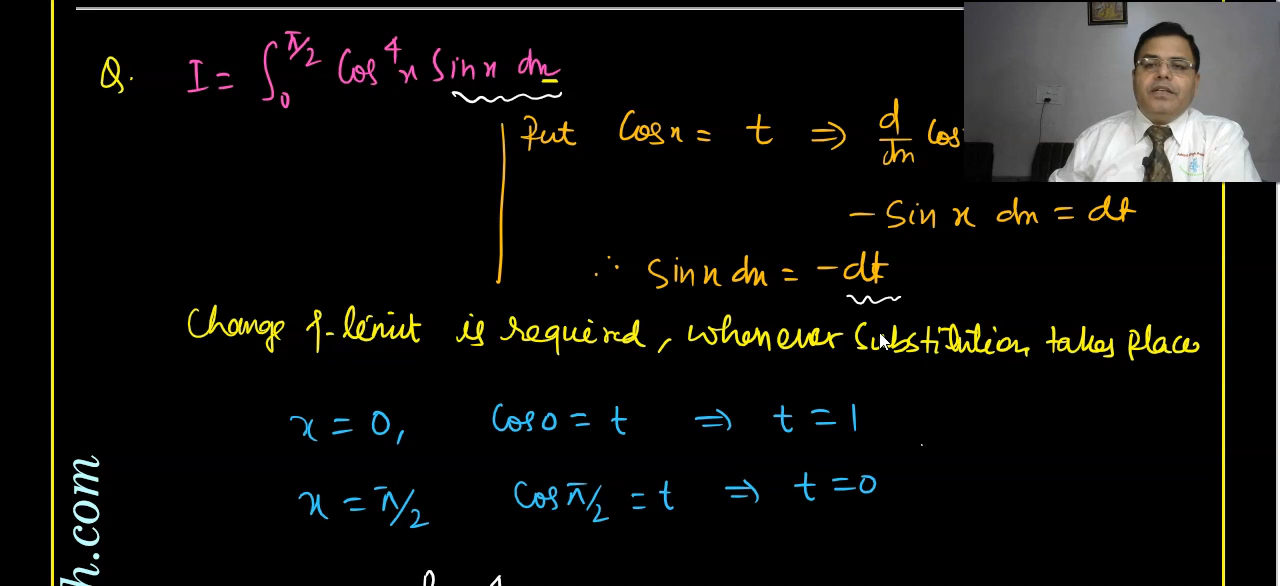 Q. I = ∫₀^(π/2) Cos⁴x Sinx dx
Put Cosx = t ⇒ d/dx Cos
- Sin x dx = dt
∴ Sinx dx = -dt
Change of limit is required, whenever Substitution takes place
x = 0, Cos0 = t ⇒ t = 1
x = π/2 Cos π/2 = t ⇒ t = 0
h.com